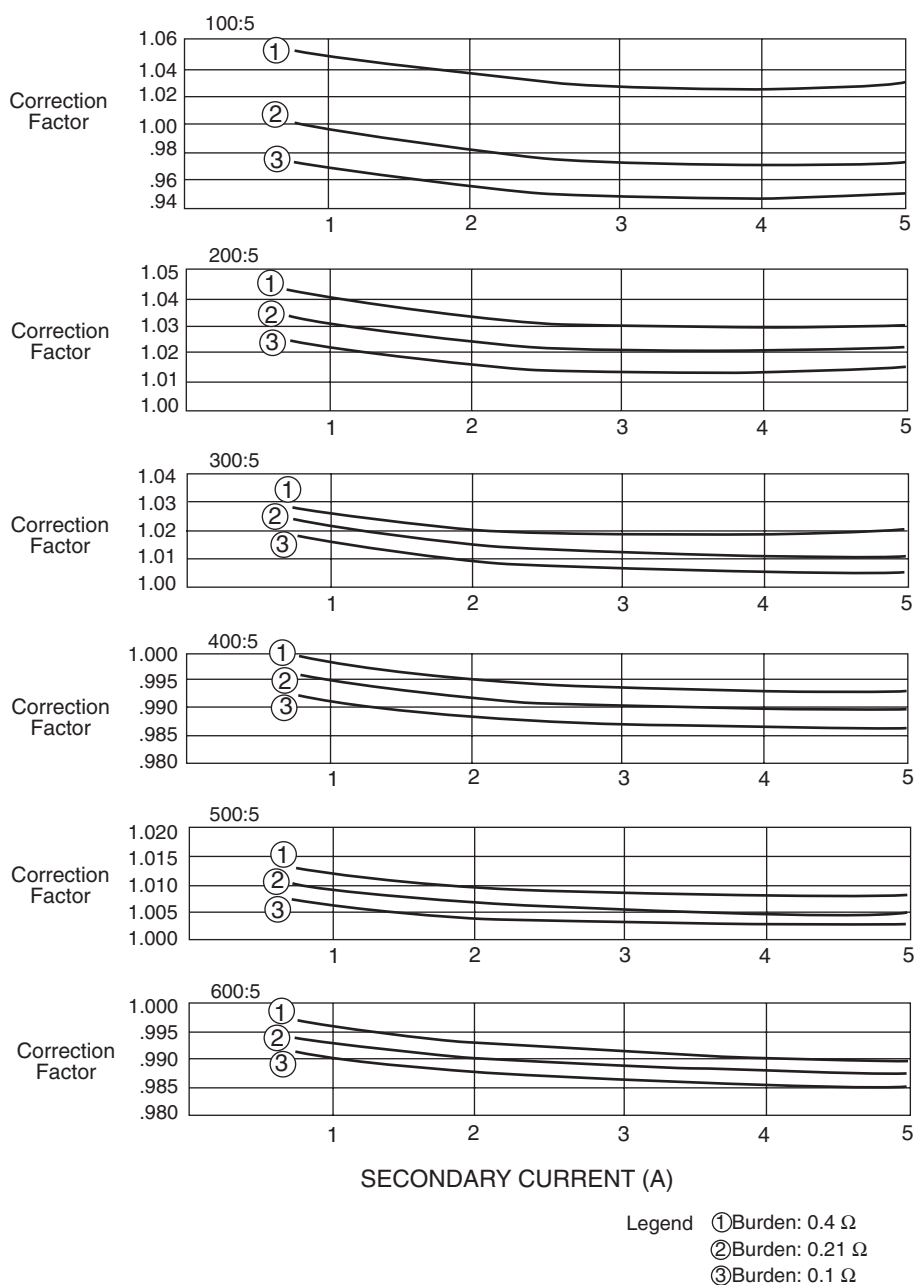 100:5
1.06
1.04
1.02
1.00
.98
.96
.94
Correction
Factor
①
②
③
1 2 3 4 5
200:5
1.05
1.04
1.03
1.02
1.01
1.00
Correction
Factor
①
②
③
1 2 3 4 5
300:5
1.04
1.03
1.02
1.01
1.00
Correction
Factor
①
②
③
1 2 3 4 5
400:5
1.000
.995
.990
.985
.980
Correction
Factor
①
②
③
1 2 3 4 5
500:5
1.020
1.015
1.010
1.005
1.000
Correction
Factor
①
②
③
1 2 3 4 5
600:5
1.000
.995
.990
.985
.980
Correction
Factor
①
②
③
1 2 3 4 5
SECONDARY CURRENT (A)
Legend ①Burden: 0.4 Ω
②Burden: 0.21 Ω
③Burden: 0.1 Ω